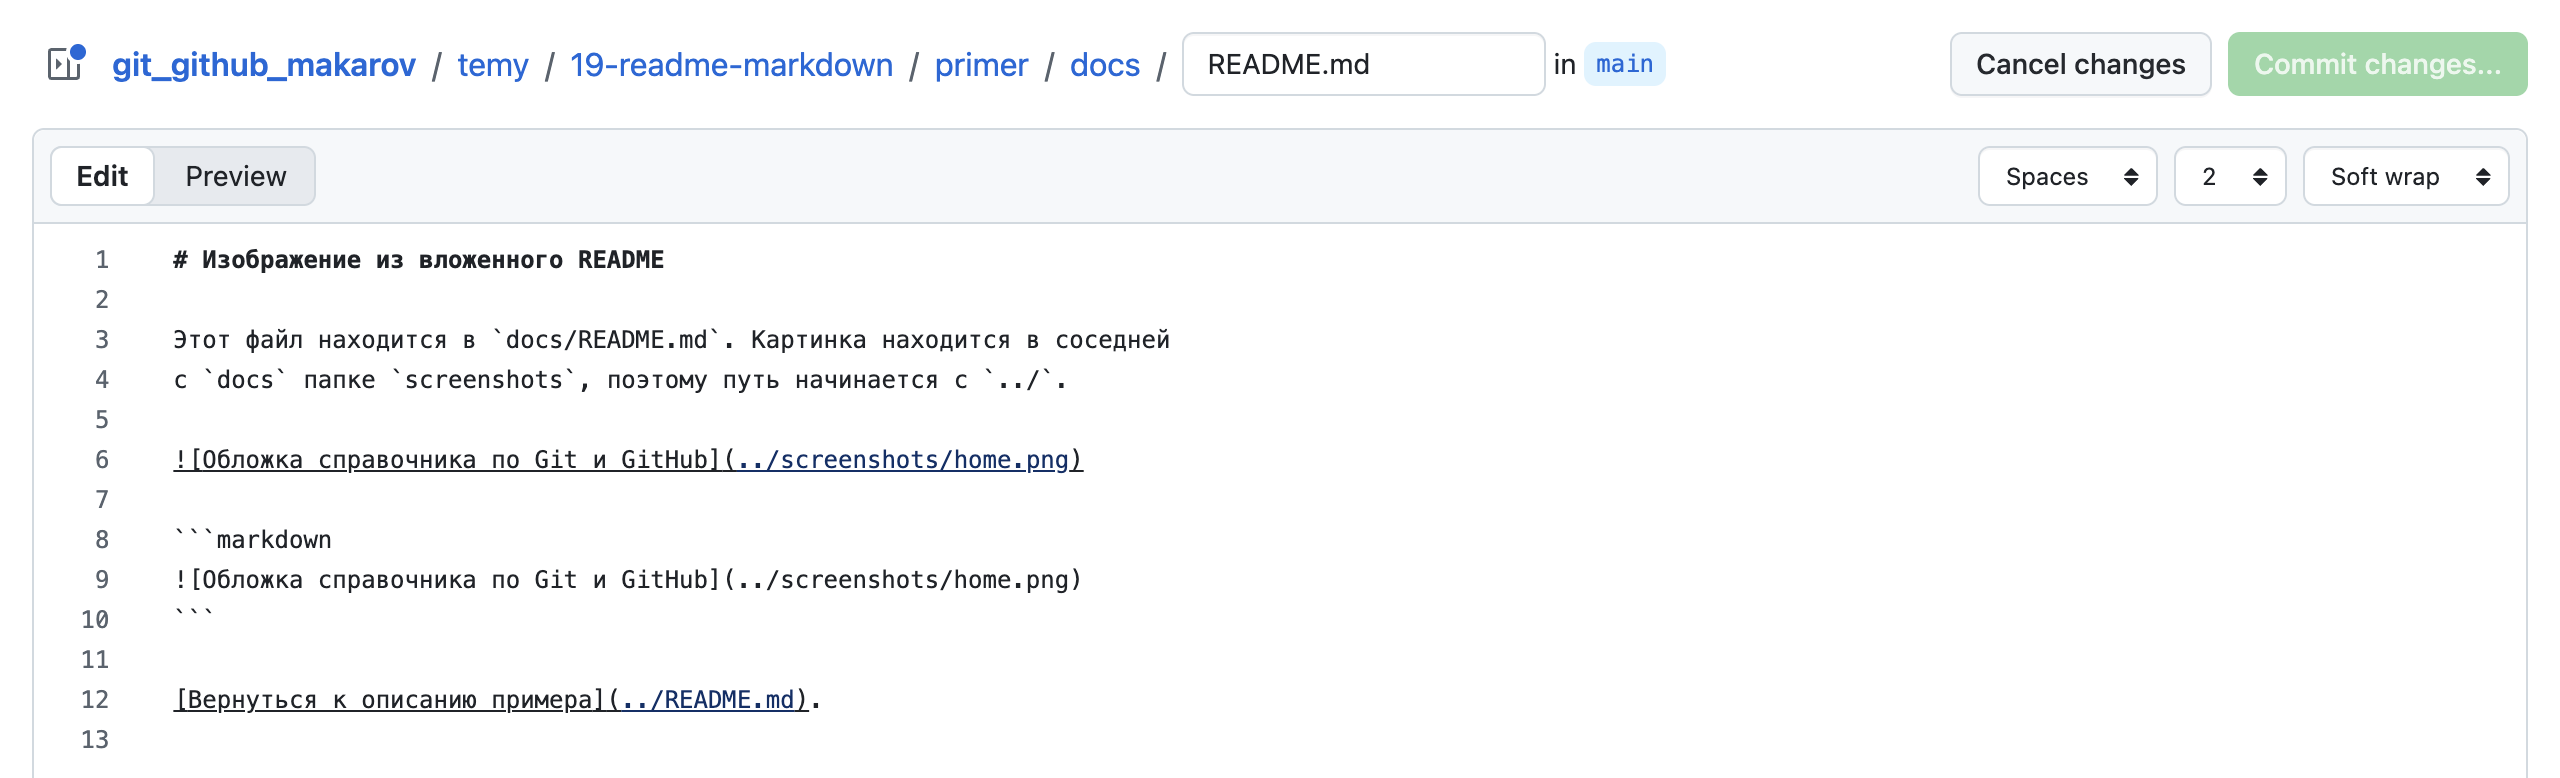 git_github_makarov / temy / 19-readme-markdown / primer / docs / README.md in main Cancel changes Commit changes...
Edit Preview Spaces 2 Soft wrap
1 # Изображение из вложенного README
2
3 Этот файл находится в `docs/README.md`. Картинка находится в соседней
4 с `docs` папке `screenshots`, поэтому путь начинается с `../`.
5
6 ![Обложка справочника по Git и GitHub](../screenshots/home.png)
7
8 ```markdown
9 ![Обложка справочника по Git и GitHub](../screenshots/home.png)
10 ```
11
12 [Вернуться к описанию примера](../README.md).
13